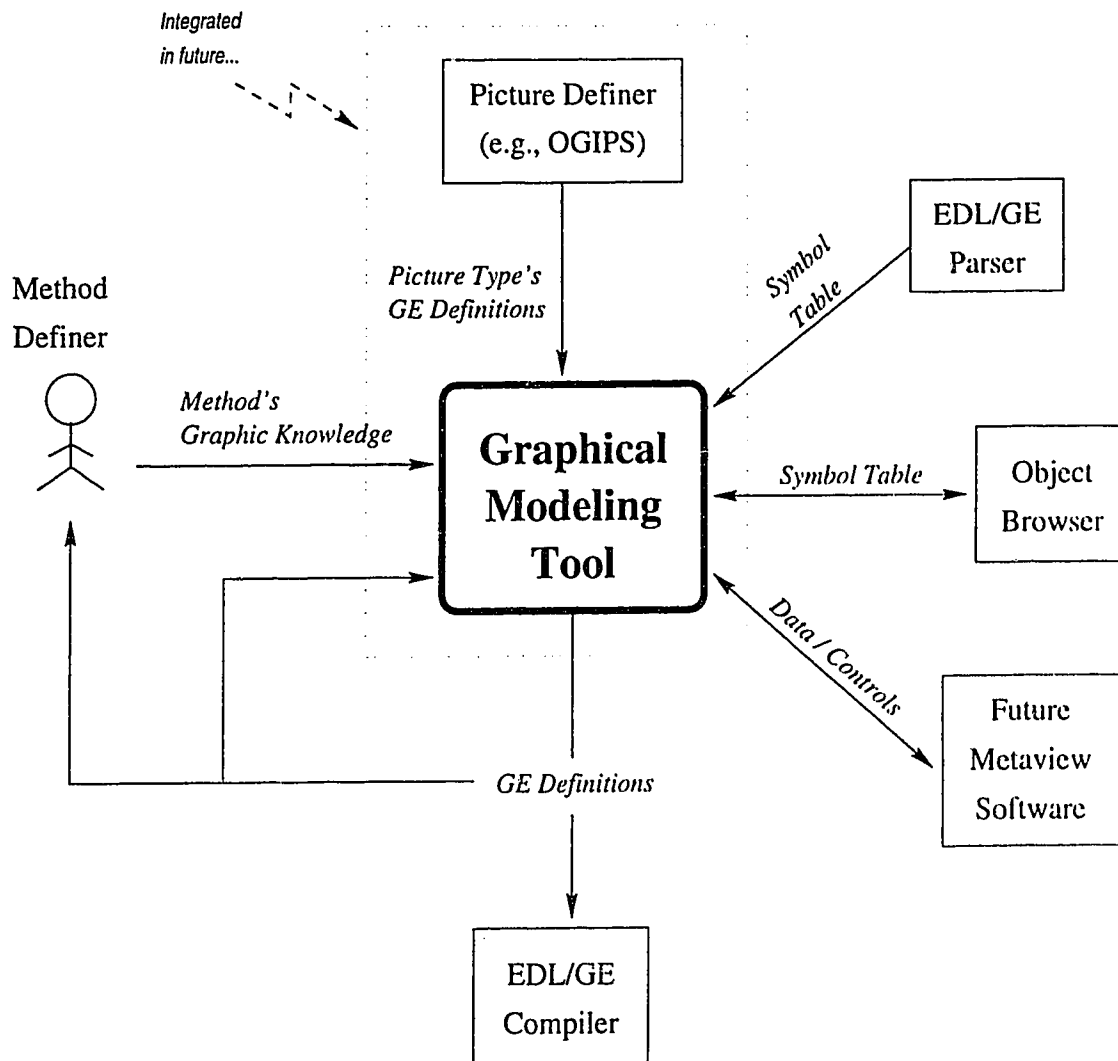 Integrated
in future...
Picture Definer
(e.g., OGIPS)
EDL/GE
Parser
Symbol
Table
Picture Type's
GE Definitions
Method
Definer
Method's
Graphic Knowledge
Graphical
Modeling
Tool
Symbol Table
Object
Browser
Data / Controls
Future
Metaview
Software
GE Definitions
EDL/GE
Compiler